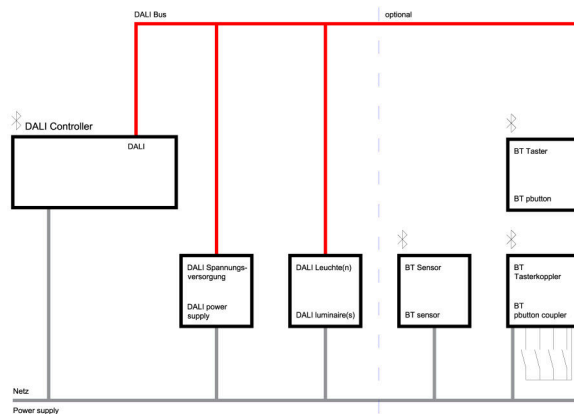 DALI Bus
optional
DALI Controller
DALI
BT Taster
BT pbutton
DALI Spannungs-
versorgung
DALI power
supply
DALI Leuchte(n)
DALI luminaire(s)
BT Sensor
BT sensor
BT
Tasterkoppler
BT
pbutton coupler
Netz
Power supply